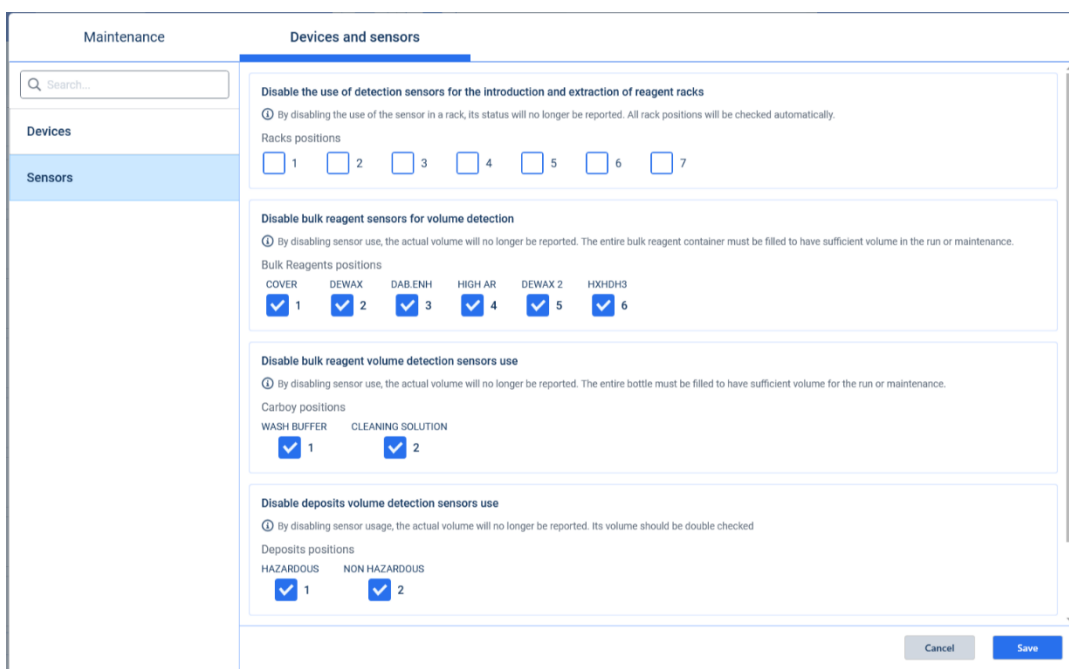 Maintenance
Devices and sensors
Search...
Devices
Sensors
Disable the use of detection sensors for the introduction and extraction of reagent racks
By disabling the use of the sensor in a rack, its status will no longer be reported. All rack positions will be checked automatically.
Racks positions
1 2 3 4 5 6 7
Disable bulk reagent sensors for volume detection
By disabling sensor use, the actual volume will no longer be reported. The entire bulk reagent container must be filled to have sufficient volume in the run or maintenance.
Bulk Reagents positions
COVER DEWAX DAB.ENH HIGH AR DEWAX 2 HXHDH3
1 2 3 4 5 6
Disable bulk reagent volume detection sensors use
By disabling sensor use, the actual volume will no longer be reported. The entire bottle must be filled to have sufficient volume for the run or maintenance.
Carboy positions
WASH BUFFER CLEANING SOLUTION
1 2
Disable deposits volume detection sensors use
By disabling sensor usage, the actual volume will no longer be reported. Its volume should be double checked
Deposits positions
HAZARDOUS NON HAZARDOUS
1 2
Cancel Save